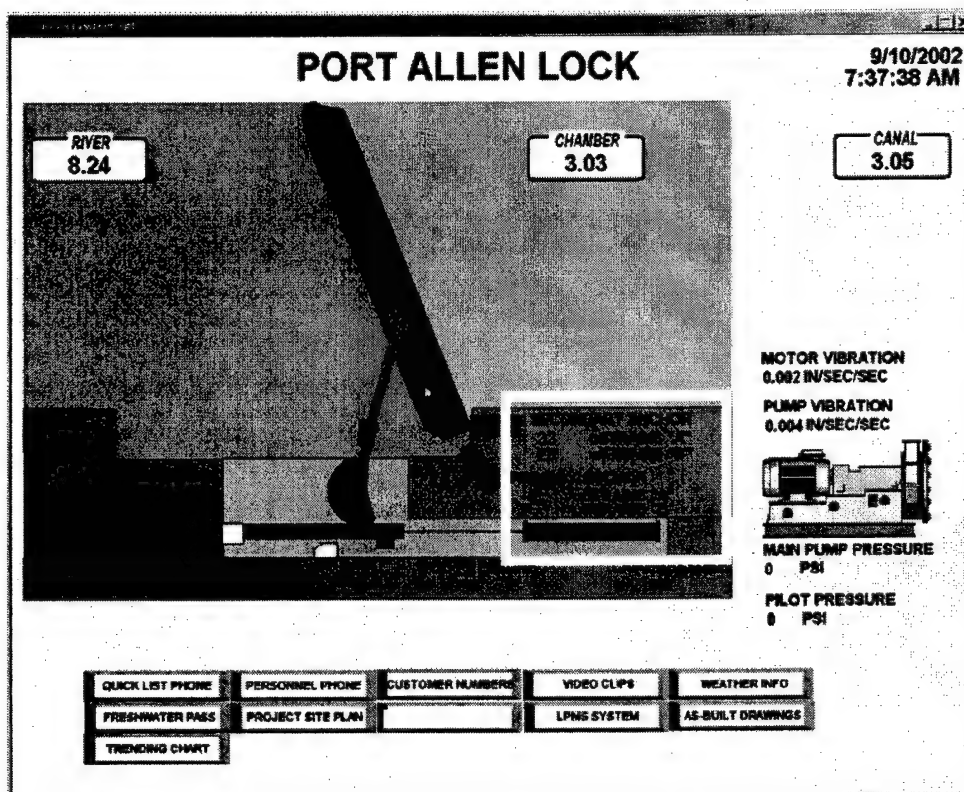 PORT ALLEN LOCK
9/10/2002
7:37:38 AM
RIVER
8.24
CHAMBER
3.03
CANAL
3.05
MOTOR VIBRATION
0.002 IN/SEC/SEC
PUMP VIBRATION
0.004 IN/SEC/SEC
MAIN PUMP PRESSURE
0 PSI
PILOT PRESSURE
0 PSI
QUICK LIST PHONE
PERSONNEL PHONE
CUSTOMER NUMBERS
VIDEO CLIPS
WEATHER INFO
FRESHWATER PASS
PROJECT SITE PLAN
LPMS SYSTEM
AS-BUILT DRAWINGS
TRENDING CHART